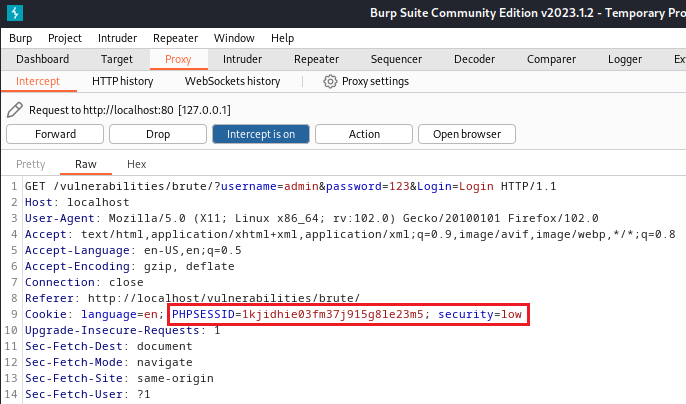 Burp Suite Community Edition v2023.1.2 - Temporary Pro
Burp Project Intruder Repeater Window Help
Dashboard Target Proxy Intruder Repeater Sequencer Decoder Comparer Logger Ex
Intercept HTTP history WebSockets history Proxy settings
Request to http://localhost:80 [127.0.0.1]
Forward Drop Intercept is on Action Open browser
Pretty Raw Hex
1 GET /vulnerabilities/brute/?username=admin&password=123&Login=Login HTTP/1.1
2 Host: localhost
3 User-Agent: Mozilla/5.0 (X11; Linux x86_64; rv:102.0) Gecko/20100101 Firefox/102.0
4 Accept: text/html,application/xhtml+xml,application/xml;q=0.9,image/avif,image/webp,*/*;q=0.8
5 Accept-Language: en-US,en;q=0.5
6 Accept-Encoding: gzip, deflate
7 Connection: close
8 Referer: http://localhost/vulnerabilities/brute/
9 Cookie: language=en; PHPSESSID=1kjidhie03fm37j915g8le23m5; security=low
10 Upgrade-Insecure-Requests: 1
11 Sec-Fetch-Dest: document
12 Sec-Fetch-Mode: navigate
13 Sec-Fetch-Site: same-origin
14 Sec-Fetch-User: ?1